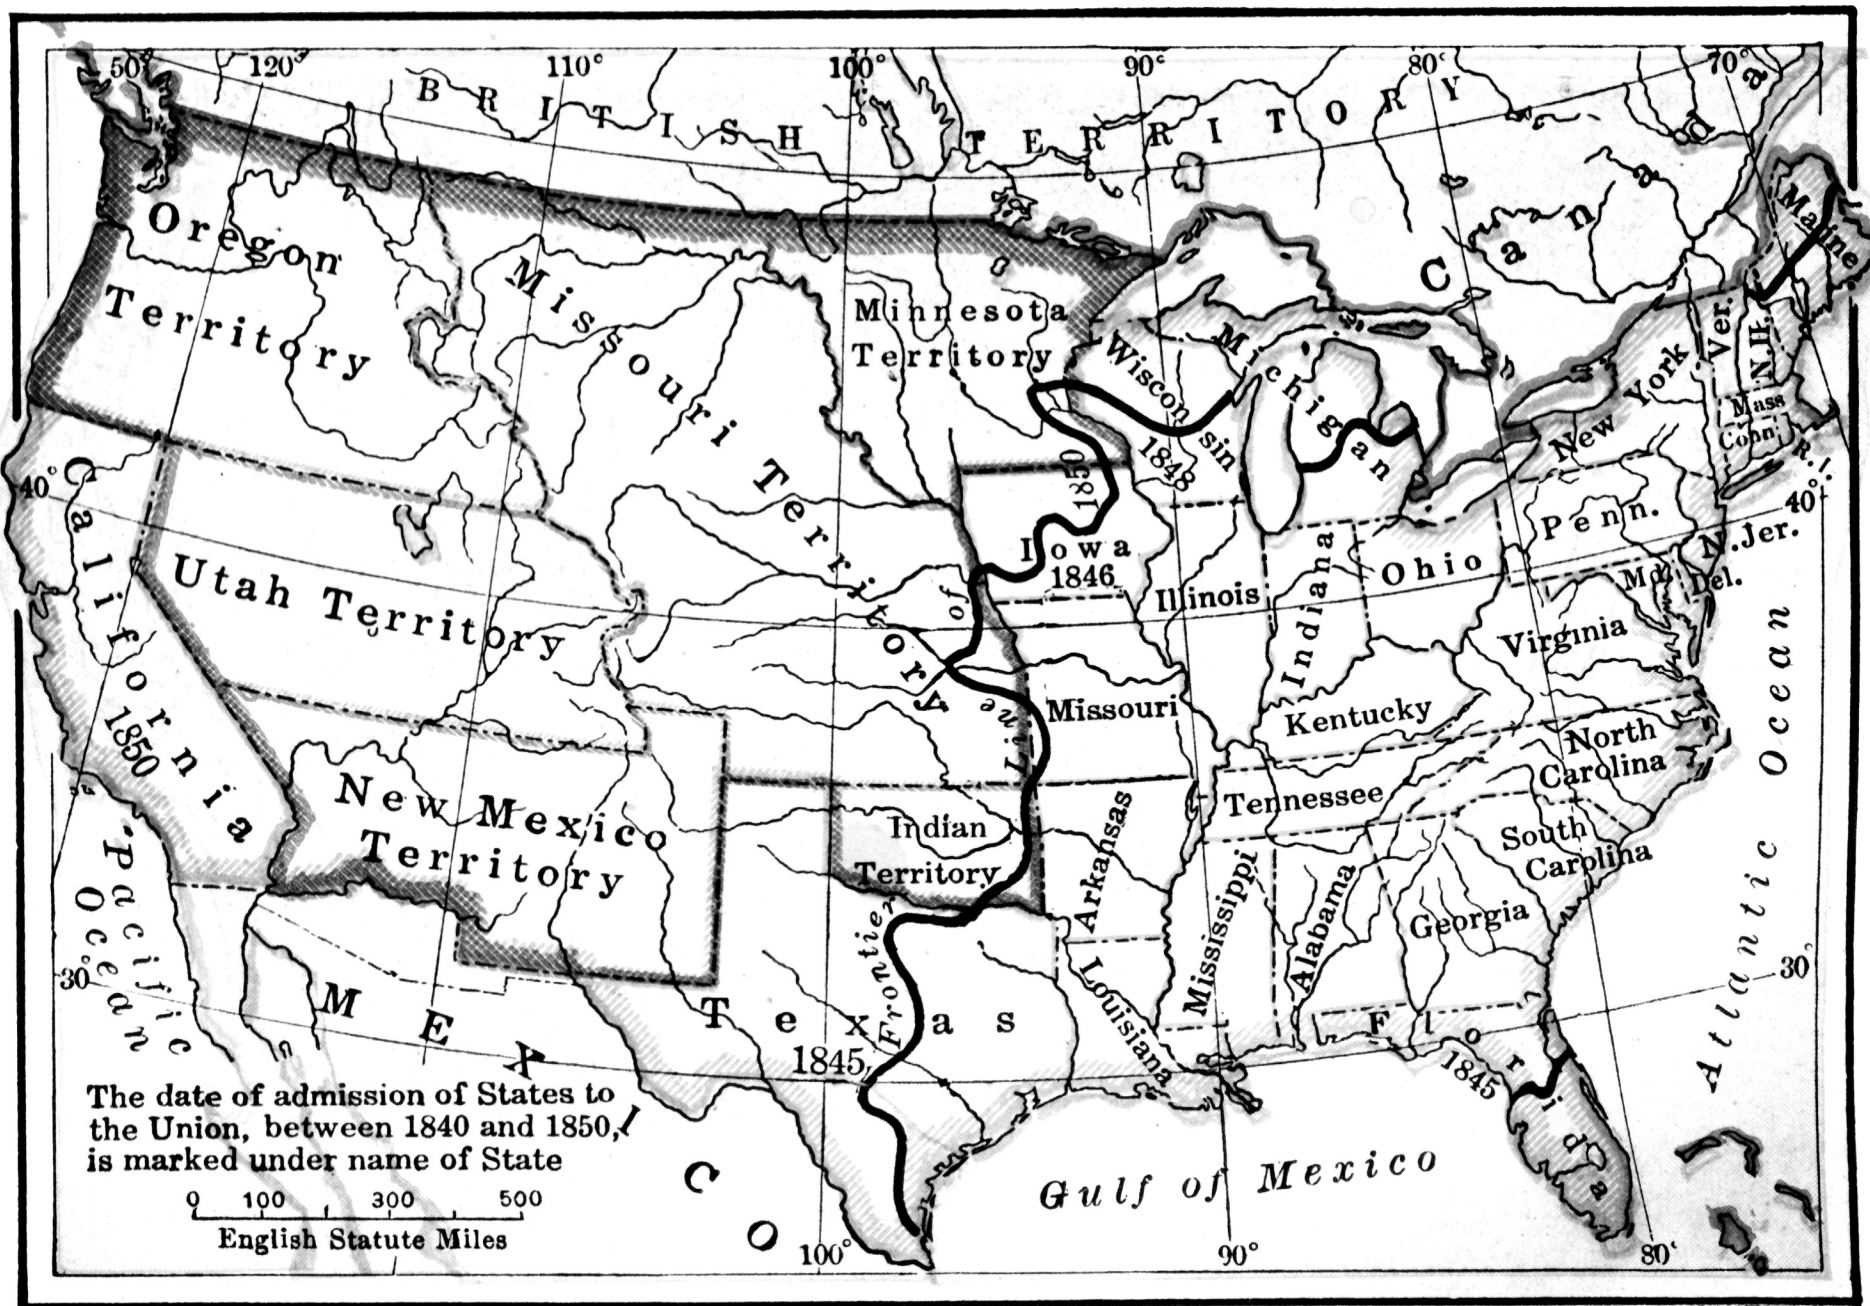 50°
120°
110°
100°
90°
80°
70°
BRITISH TERRITORY
Canada
Oregon
Territory
Missouri Territory
Minnesota
Territory
Wisconsin
1848
Michigan
Maine
Ver.
N.H.
Mass
Conn.
R.I.
New York
40°
California
1850
Utah Territory
1850
Iowa
1846
Illinois
Indiana
Ohio
Penn.
N. Jer.
40°
Md.
Del.
Virginia
Line of
Missouri
Kentucky
North
Carolina
New Mexico
Territory
Indian
Territory
Arkansas
Tennessee
South
Carolina
Mississippi
Alabama
Georgia
Louisiana
Florida
1845
Frontier
Texas
1845
Pacific
Ocean
30°
30°
MEXICO
Atlantic Ocean
Gulf of Mexico
The date of admission of States to
the Union, between 1840 and 1850,
is marked under name of State
0 100 300 500
English Statute Miles
100°
90°
80°